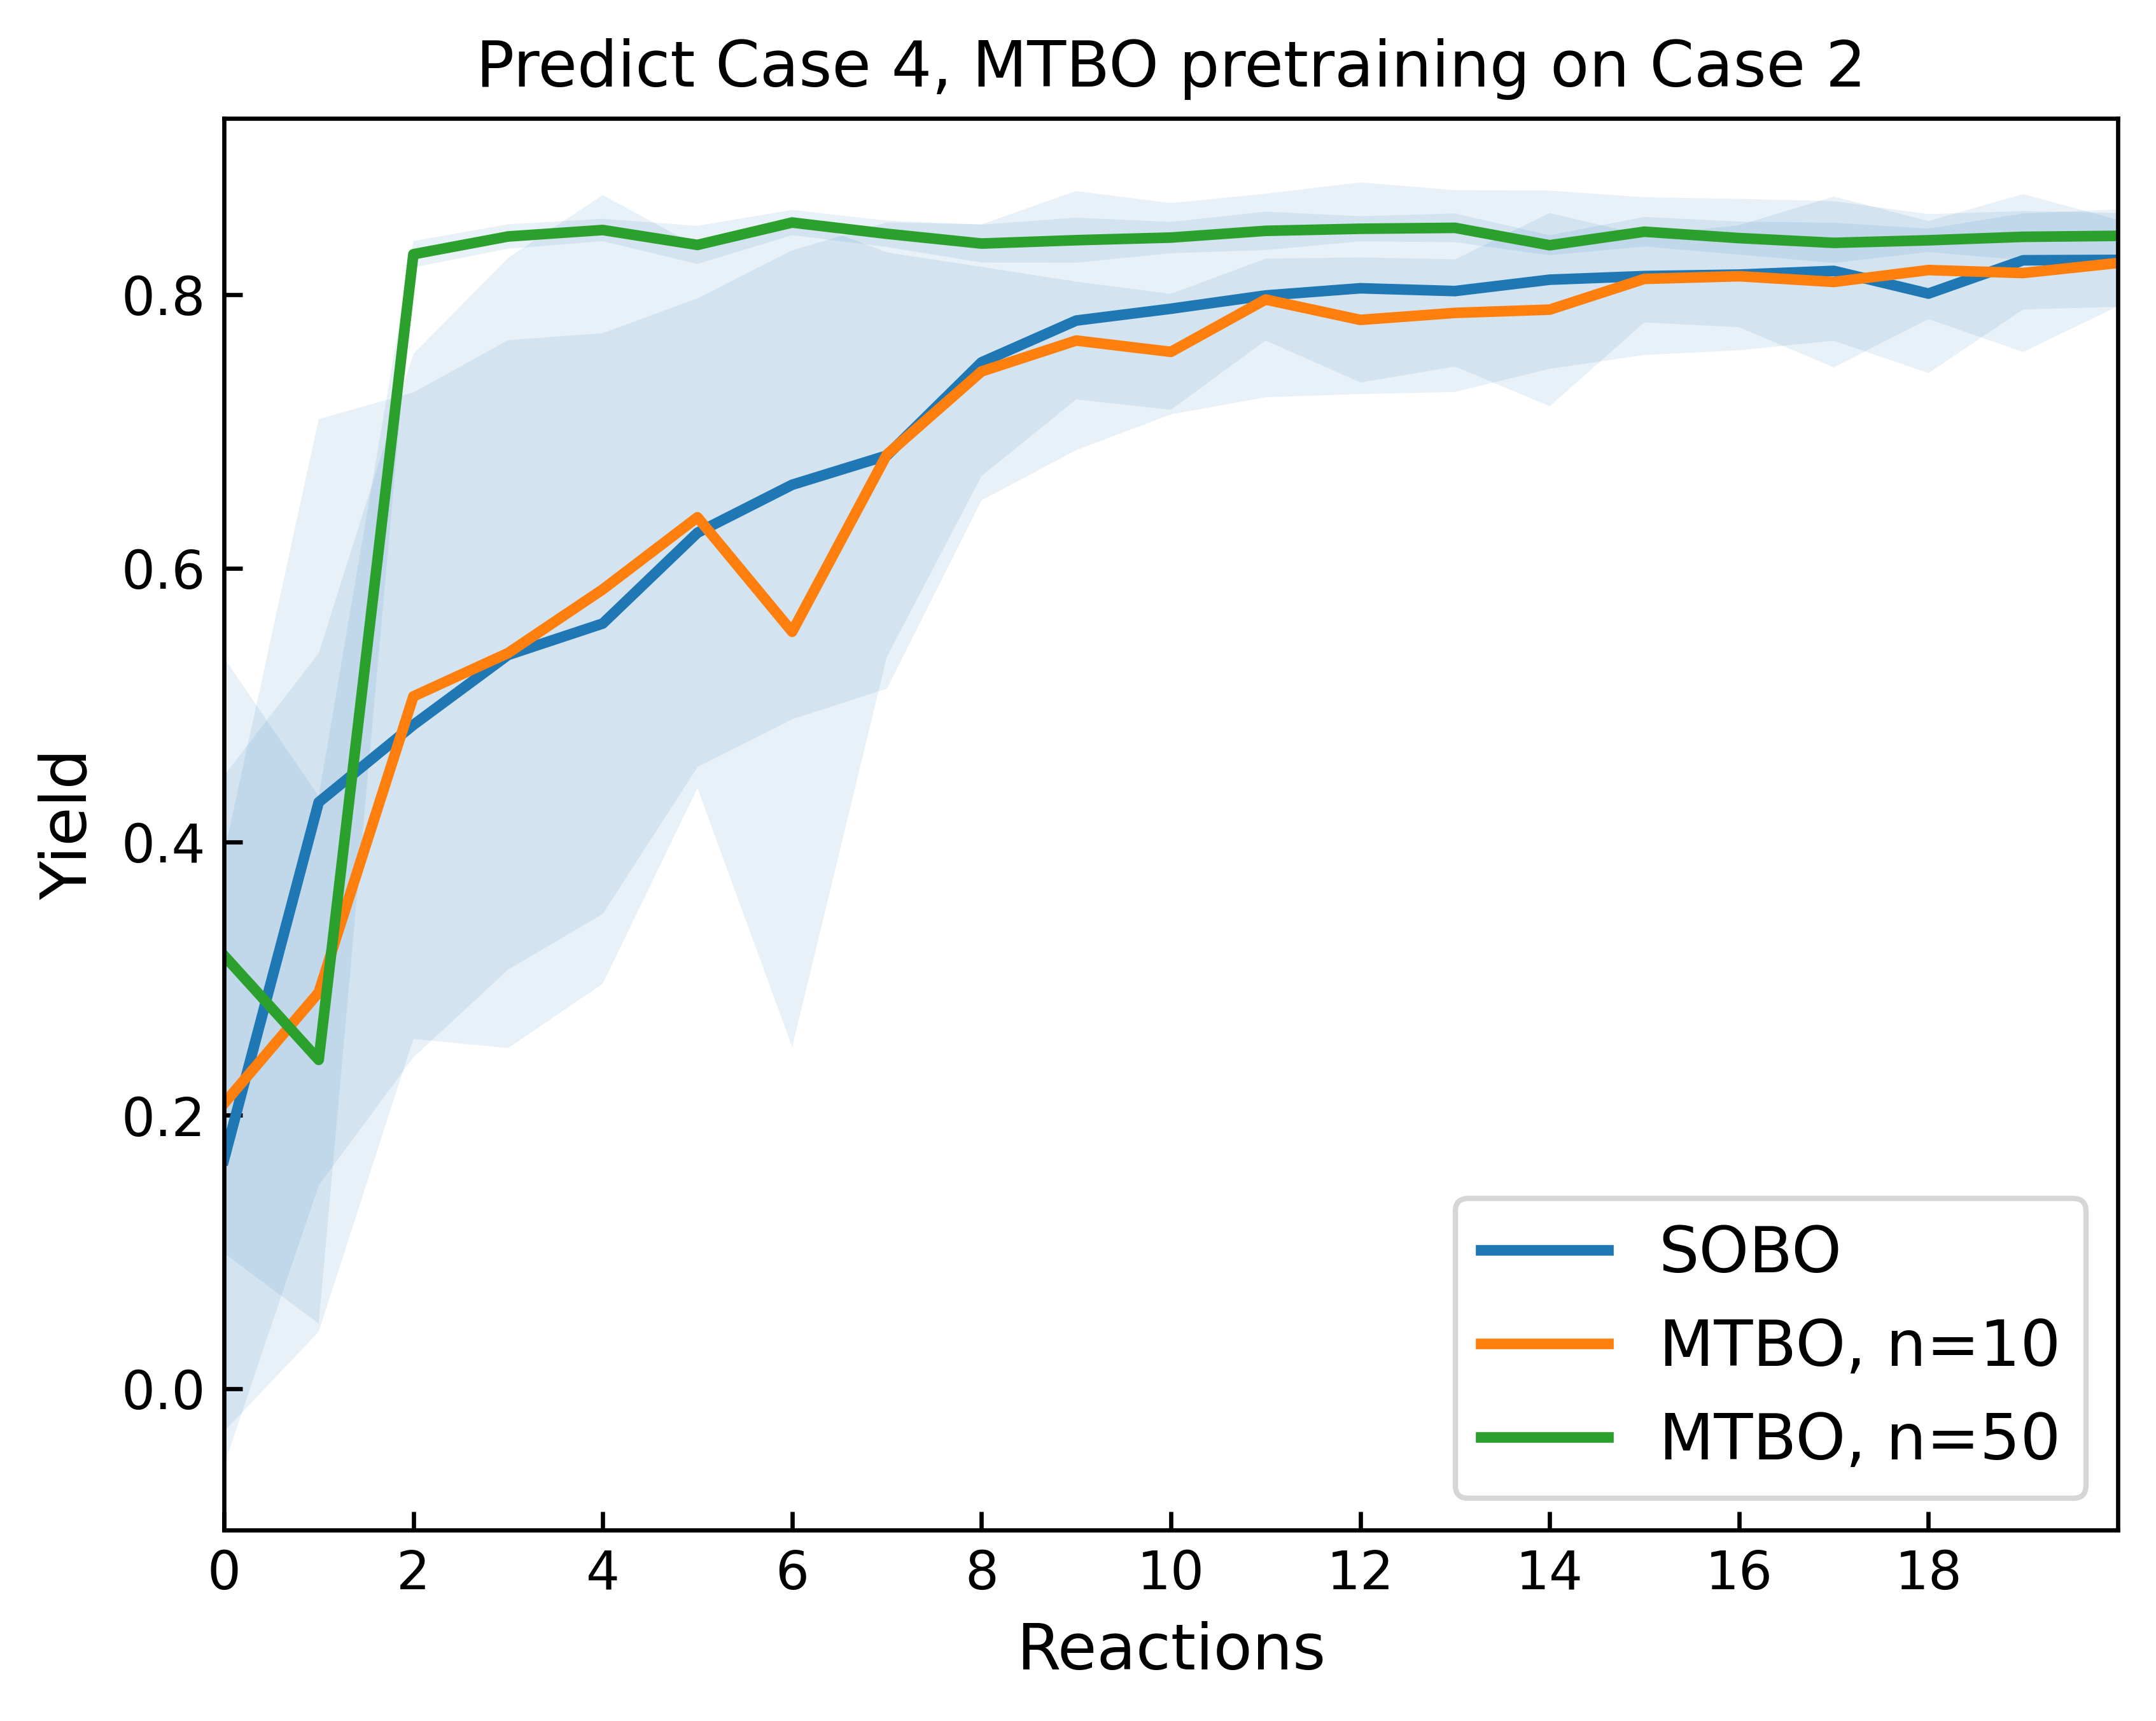 Predict Case 4, MTBO pretraining on Case 2
Yield
0.8
0.6
0.4
0.2
0.0
SOBO
MTBO, n=10
MTBO, n=50
0 2 4 6 8 10 12 14 16 18
Reactions